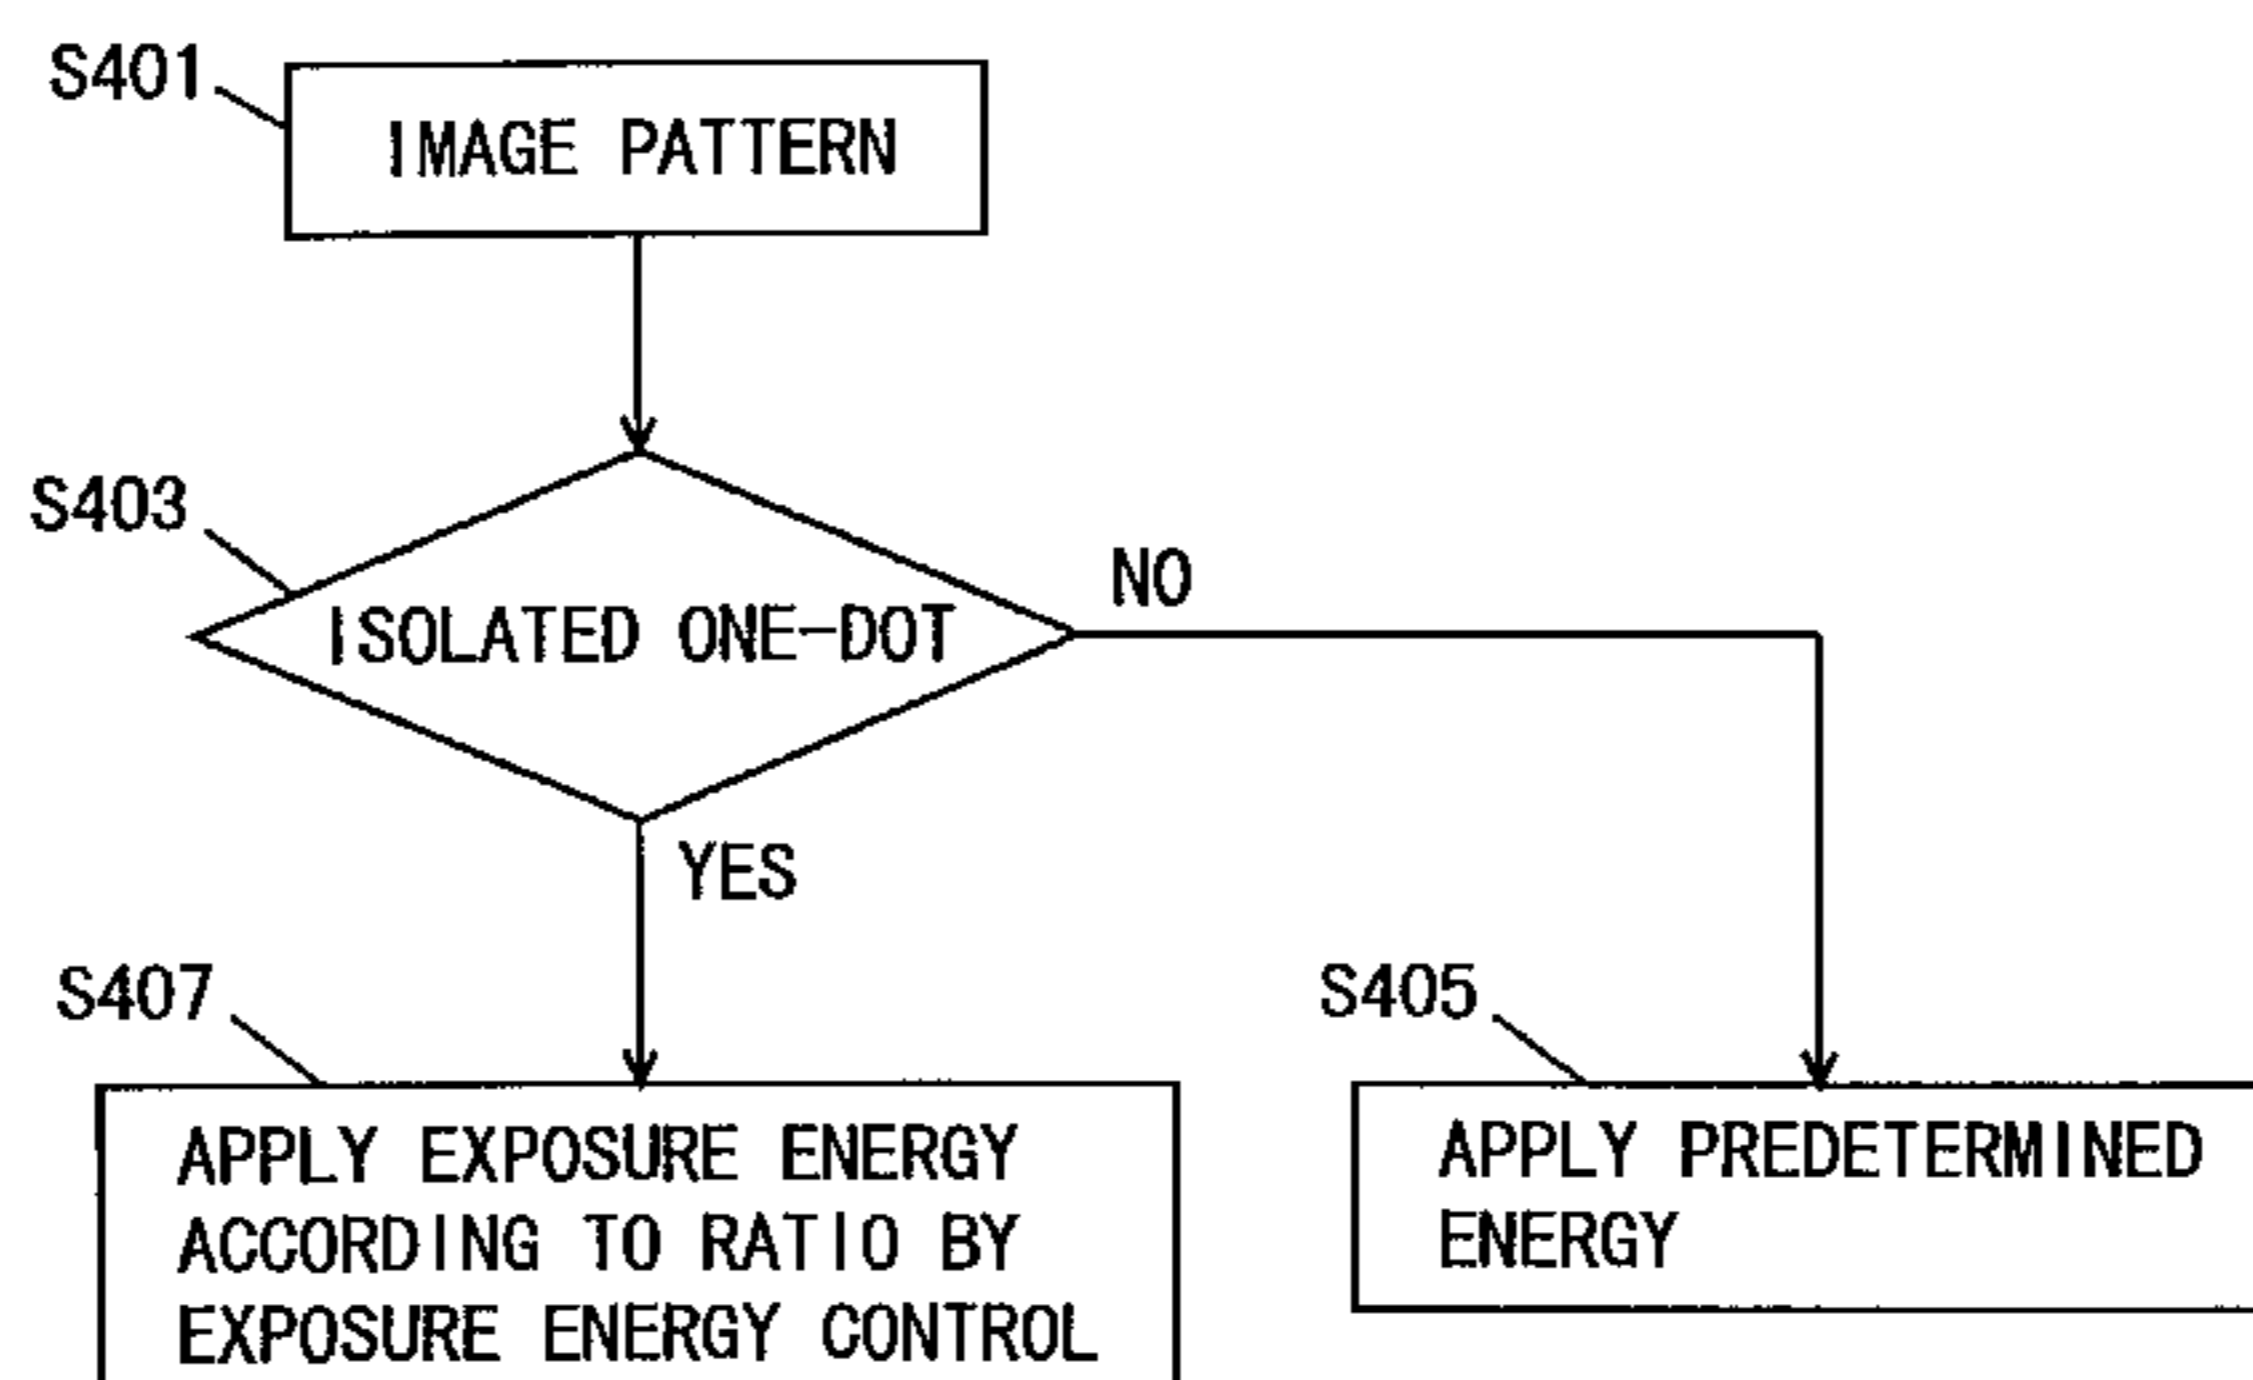 S401
IMAGE PATTERN
S403
ISOLATED ONE-DOT
NO
YES
S407
APPLY EXPOSURE ENERGY
ACCORDING TO RATIO BY
EXPOSURE ENERGY CONTROL
S405
APPLY PREDETERMINED
ENERGY